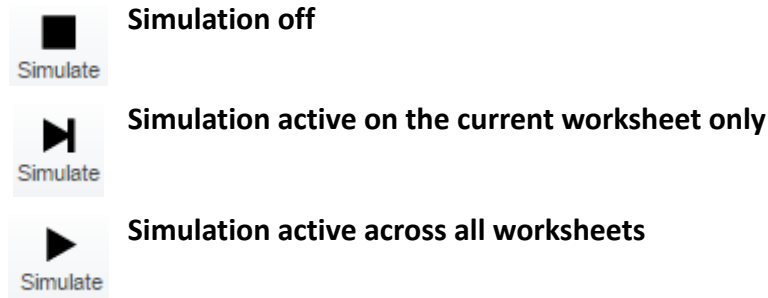 Simulation off
Simulate
Simulation active on the current worksheet only
Simulate
Simulation active across all worksheets
Simulate